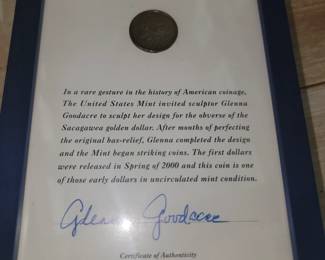 In a rare gesture in the history of American coinage,
The United States Mint invited sculptor Glenna
Goodacre to sculpt her design for the obverse of the
Sacagawea golden dollar. After months of perfecting
the original bas-relief, Glenna completed the design
and the Mint began striking coins. The first dollars
were released in Spring of 2000 and this coin is one
of those early dollars in uncirculated mint condition.
Glenna Goodacre
Certificate of Authenticity